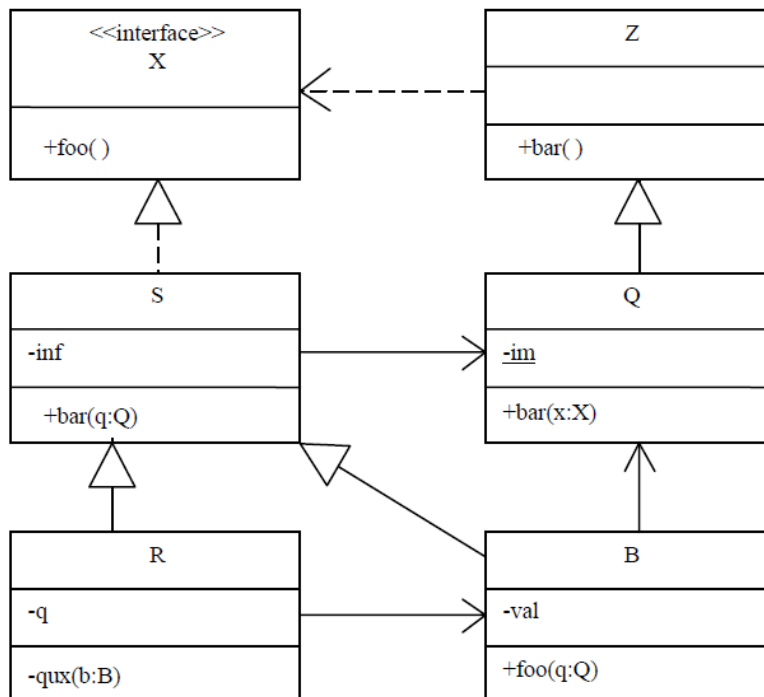 <<interface>>
X
+foo( )
Z
+bar( )
S
-inf
+bar(q:Q)
Q
-im
+bar(x:X)
R
-q
-qux(b:B)
B
-val
+foo(q:Q)